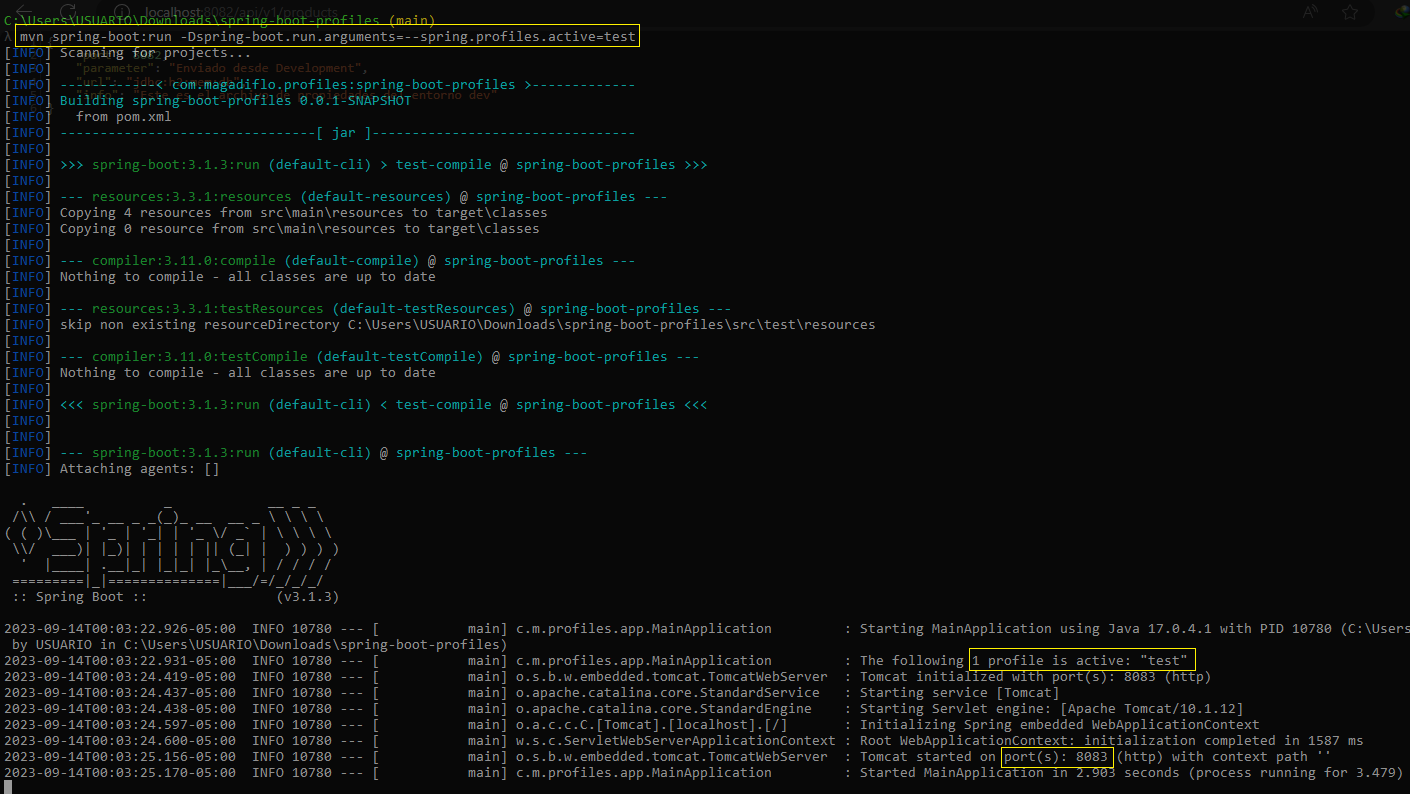 localhost:8082/api/v1/products
C:\Users\USUARIO\Downloads\spring-boot-profiles (main)
λ mvn spring-boot:run -Dspring-boot.run.arguments=--spring.profiles.active=test
[INFO] Scanning for projects...
[INFO]
"parameter": "Enviado desde Development",
[INFO] -----------< com.magadiflo.profiles:spring-boot-profiles >-------------
[INFO] Building spring-boot-profiles 0.0.1-SNAPSHOT
entorno dev"
[INFO]   from pom.xml
[INFO] --------------------------------[ jar ]---------------------------------
[INFO]
[INFO] >>> spring-boot:3.1.3:run (default-cli) > test-compile @ spring-boot-profiles >>>
[INFO]
[INFO] --- resources:3.3.1:resources (default-resources) @ spring-boot-profiles ---
[INFO] Copying 4 resources from src\main\resources to target\classes
[INFO] Copying 0 resource from src\main\resources to target\classes
[INFO]
[INFO] --- compiler:3.11.0:compile (default-compile) @ spring-boot-profiles ---
[INFO] Nothing to compile - all classes are up to date
[INFO]
[INFO] --- resources:3.3.1:testResources (default-testResources) @ spring-boot-profiles ---
[INFO] skip non existing resourceDirectory C:\Users\USUARIO\Downloads\spring-boot-profiles\src\test\resources
[INFO]
[INFO] --- compiler:3.11.0:testCompile (default-testCompile) @ spring-boot-profiles ---
[INFO] Nothing to compile - all classes are up to date
[INFO]
[INFO] <<< spring-boot:3.1.3:run (default-cli) < test-compile @ spring-boot-profiles <<<
[INFO]
[INFO]
[INFO] --- spring-boot:3.1.3:run (default-cli) @ spring-boot-profiles ---
[INFO] Attaching agents: []
Spring
:: Spring Boot ::                (v3.1.3)
2023-09-14T00:03:22.926-05:00  INFO 10780 --- [           main] c.m.profiles.app.MainApplication         : Starting MainApplication using Java 17.0.4.1 with PID 10780 (C:\Users
by USUARIO in C:\Users\USUARIO\Downloads\spring-boot-profiles)
2023-09-14T00:03:22.931-05:00  INFO 10780 --- [           main] c.m.profiles.app.MainApplication         : The following 1 profile is active: "test"
2023-09-14T00:03:24.419-05:00  INFO 10780 --- [           main] o.s.b.w.embedded.tomcat.TomcatWebServer  : Tomcat initialized with port(s): 8083 (http)
2023-09-14T00:03:24.437-05:00  INFO 10780 --- [           main] o.apache.catalina.core.StandardService   : Starting service [Tomcat]
2023-09-14T00:03:24.438-05:00  INFO 10780 --- [           main] o.apache.catalina.core.StandardEngine    : Starting Servlet engine: [Apache Tomcat/10.1.12]
2023-09-14T00:03:24.597-05:00  INFO 10780 --- [           main] o.a.c.c.C.[Tomcat].[localhost].[/]       : Initializing Spring embedded WebApplicationContext
2023-09-14T00:03:24.600-05:00  INFO 10780 --- [           main] w.s.c.ServletWebServerApplicationContext : Root WebApplicationContext: initialization completed in 1587 ms
2023-09-14T00:03:25.156-05:00  INFO 10780 --- [           main] o.s.b.w.embedded.tomcat.TomcatWebServer  : Tomcat started on port(s): 8083 (http) with context path ''
2023-09-14T00:03:25.170-05:00  INFO 10780 --- [           main] c.m.profiles.app.MainApplication         : Started MainApplication in 2.903 seconds (process running for 3.479)